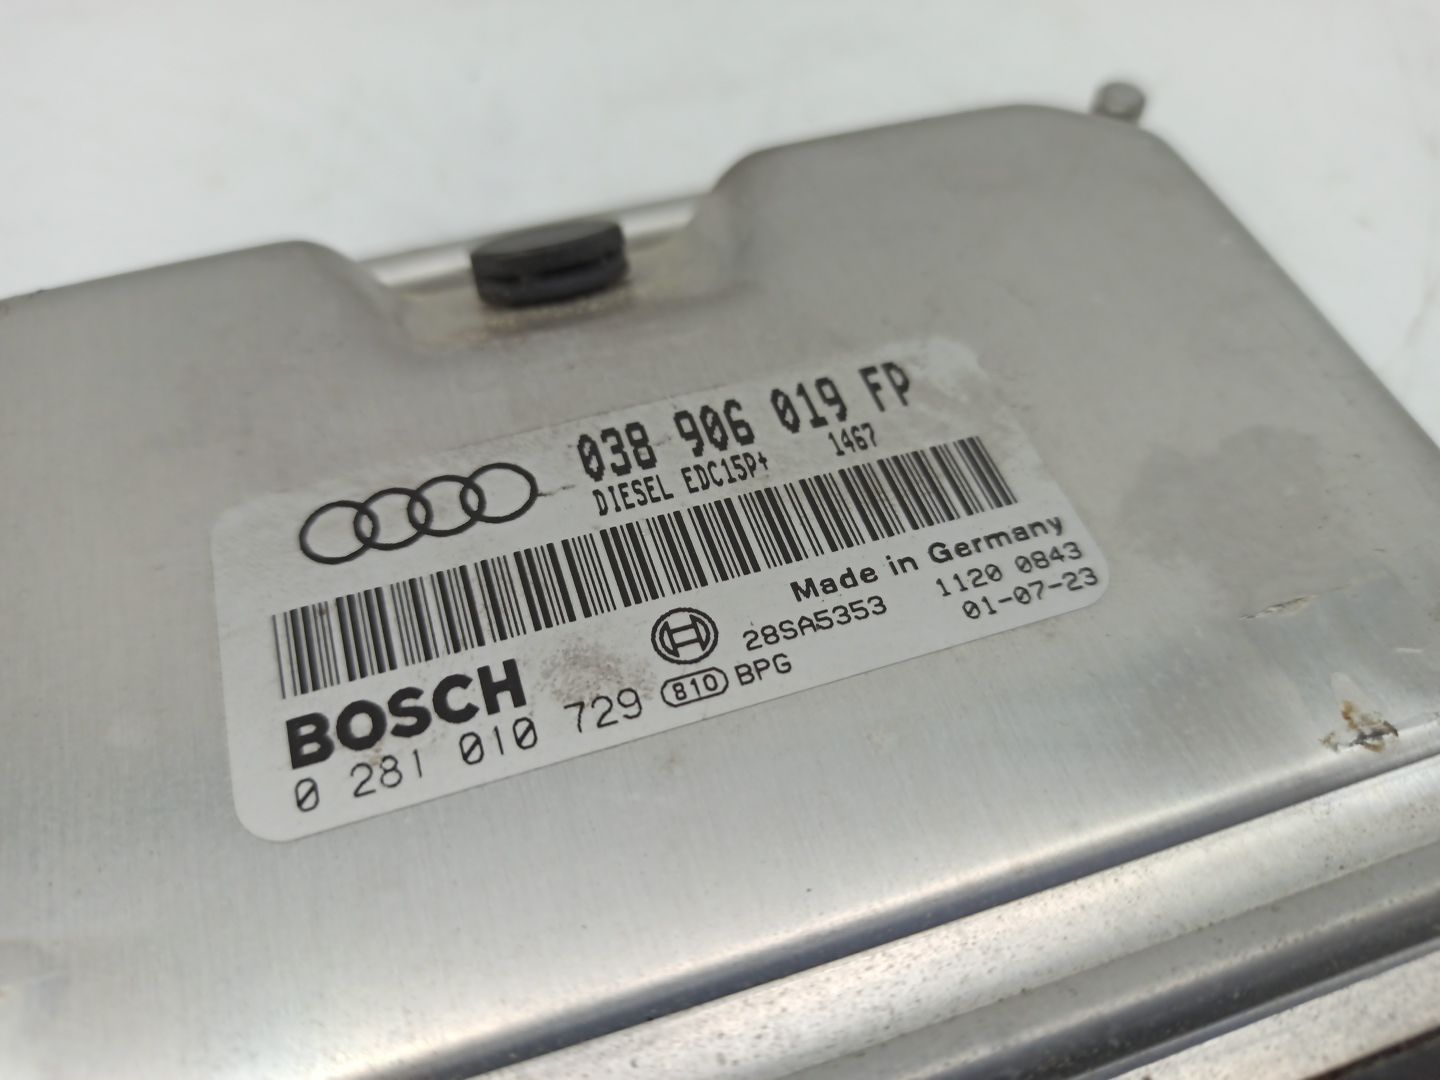 038 906 019 FP
DIESEL EDC15P+ 1467
Made in Germany
BOSCH
28SA5353 1120 0843
0 281 010 729 810 BPG 01-07-23